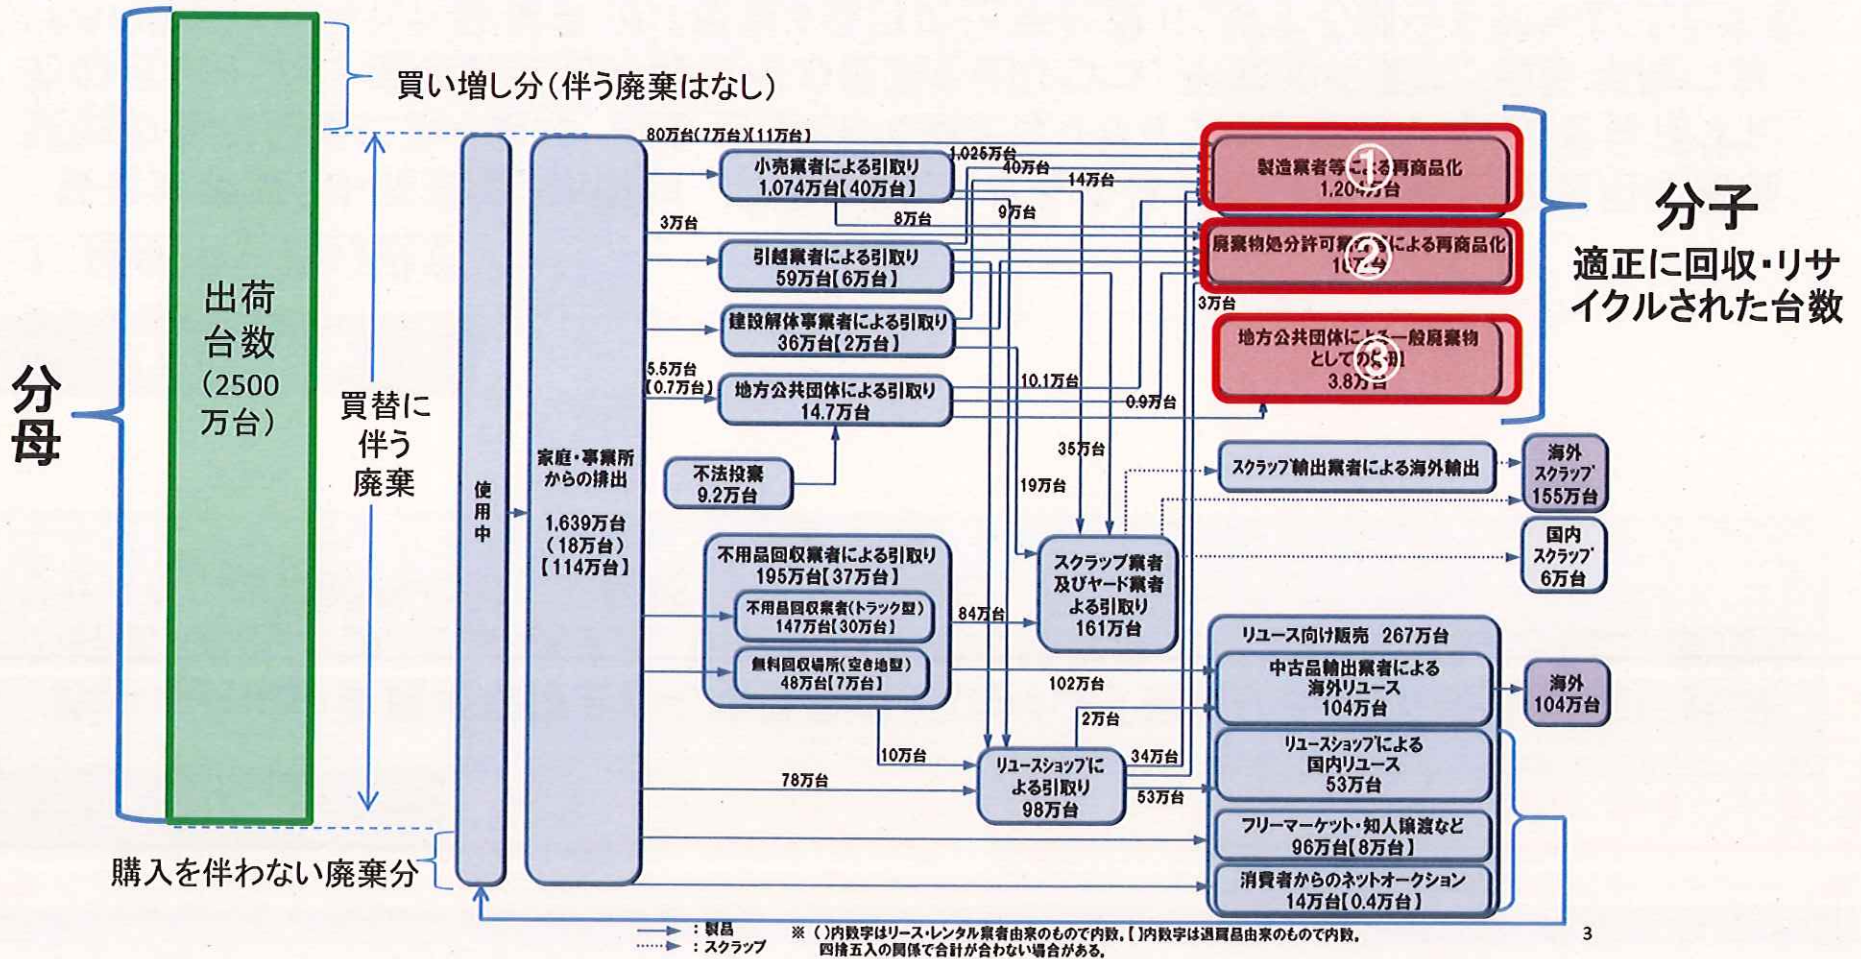 分母
出荷
台数
(2500
万台)
買い増し分(伴う廃棄はなし)
買替に
伴う
廃棄
購入を伴わない廃棄分
使用中
家庭・事業所
からの排出
1,639万台
(18万台)
【114万台】
80万台(7万台)【11万台】
小売業者による引取り
1,074万台【40万台】
1,025万台
40万台
14万台
8万台
9万台
3万台
引越業者による引取り
59万台【6万台】
建設解体事業者による引取り
36万台【2万台】
5.5万台
【0.7万台】
地方公共団体による引取り
14.7万台
10.1万台
0.9万台
3万台
不法投棄
9.2万台
35万台
19万台
不用品回収業者による引取り
195万台【37万台】
不用品回収業者(トラック型)
147万台【30万台】
無料回収場所(空き地型)
48万台【7万台】
84万台
102万台
10万台
78万台
スクラップ業者
及びヤード業者
よる引取り
161万台
リユースショップに
よる引取り
98万台
2万台
34万台
53万台
①
製造業者等による再商品化
1,204万台
②
廃棄物処分許可業者等による再商品化
③
地方公共団体による一般廃棄物
としての
3.8万台
分子
適正に回収・リサ
イクルされた台数
スクラップ輸出業者による海外輸出
海外
スクラップ
155万台
国内
スクラップ
6万台
リユース向け販売 267万台
中古品輸出業者による
海外リユース
104万台
海外
104万台
リユースショップによる
国内リユース
53万台
フリーマーケット・知人譲渡など
96万台【8万台】
消費者からのネットオークション
14万台【0.4万台】
:製品
:スクラップ
※ ( )内数字はリース・レンタル業者由来のもので内数。【 】内数字は退蔵品由来のもので内数。
四捨五入の関係で合計が合わない場合がある。
3